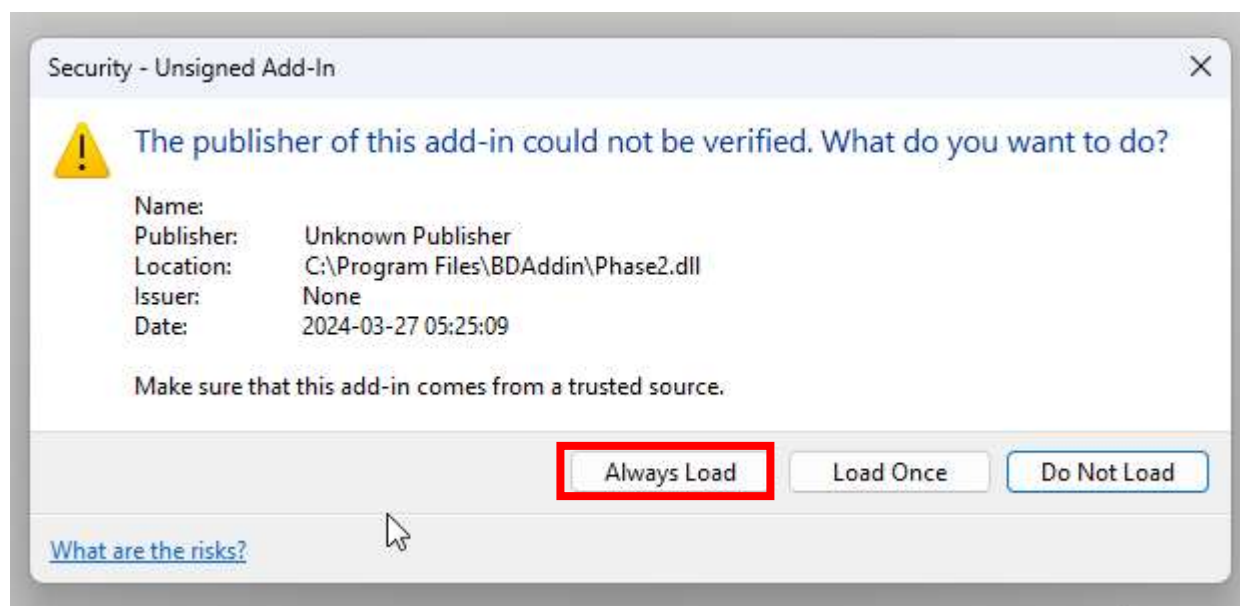 Security - Unsigned Add-In
The publisher of this add-in could not be verified. What do you want to do?
Name:
Publisher: Unknown Publisher
Location: C:\Program Files\BDAddin\Phase2.dll
Issuer: None
Date: 2024-03-27 05:25:09
Make sure that this add-in comes from a trusted source.
Always Load Load Once Do Not Load
What are the risks?